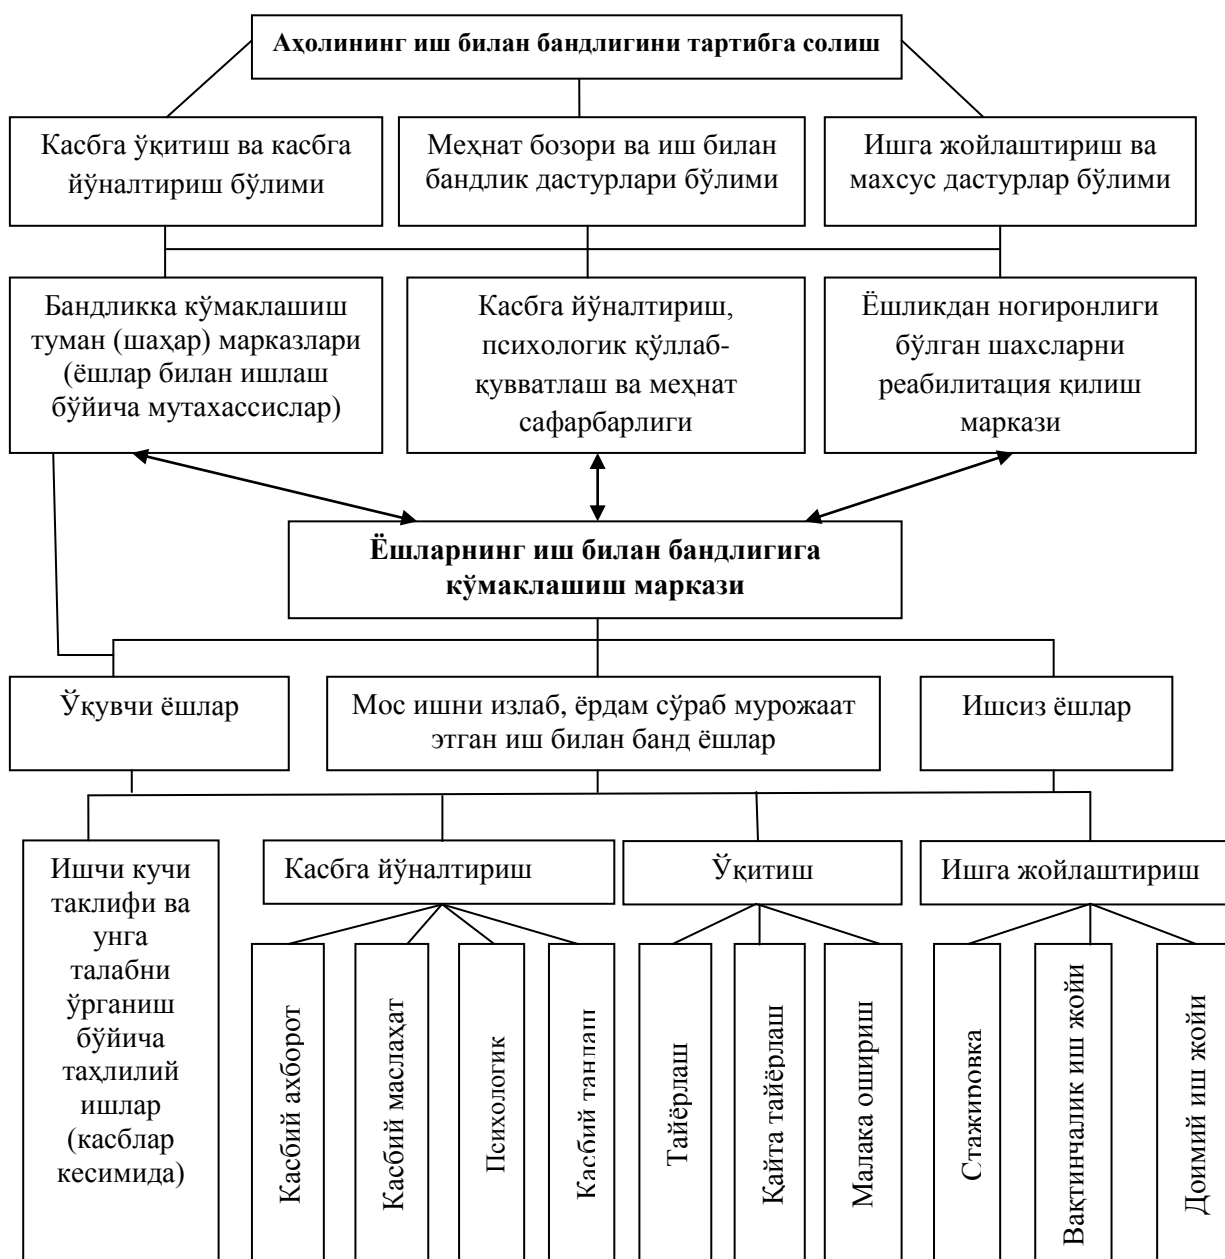 Аҳолининг иш билан бандлигини тартибга солиш
Касбга ўқитиш ва касбга
йўналтириш бўлими
Меҳнат бозори ва иш билан
бандлик дастурлари бўлими
Ишга жойлаштириш ва
махсус дастурлар бўлими
Бандликка кўмаклашиш
туман (шаҳар) марказлари
(ёшлар билан ишлаш
бўйича мутахассислар)
Касбга йўналтириш,
психологик қўллаб-
қувватлаш ва меҳнат
сафарбарлиги
Ёшликдан ногиронлиги
бўлган шахсларни
реабилитация қилиш
маркази
Ёшларнинг иш билан бандлигига
кўмаклашиш маркази
Ўқувчи ёшлар
Мос ишни излаб, ёрдам сўраб мурожаат
этган иш билан банд ёшлар
Ишсиз ёшлар
Ишчи кучи
таклифи ва
унга
талабни
ўрганиш
бўйича
таҳлилий
ишлар
(касблар
кесимида)
Касбга йўналтириш
Ўқитиш
Ишга жойлаштириш
Касбий ахборот
Касбий маслаҳат
Психологик
Касбий танлаш
Тайёрлаш
Қайта тайёрлаш
Малака ошириш
Стажировка
Вақтинчалик иш жойи
Доимий иш жойи